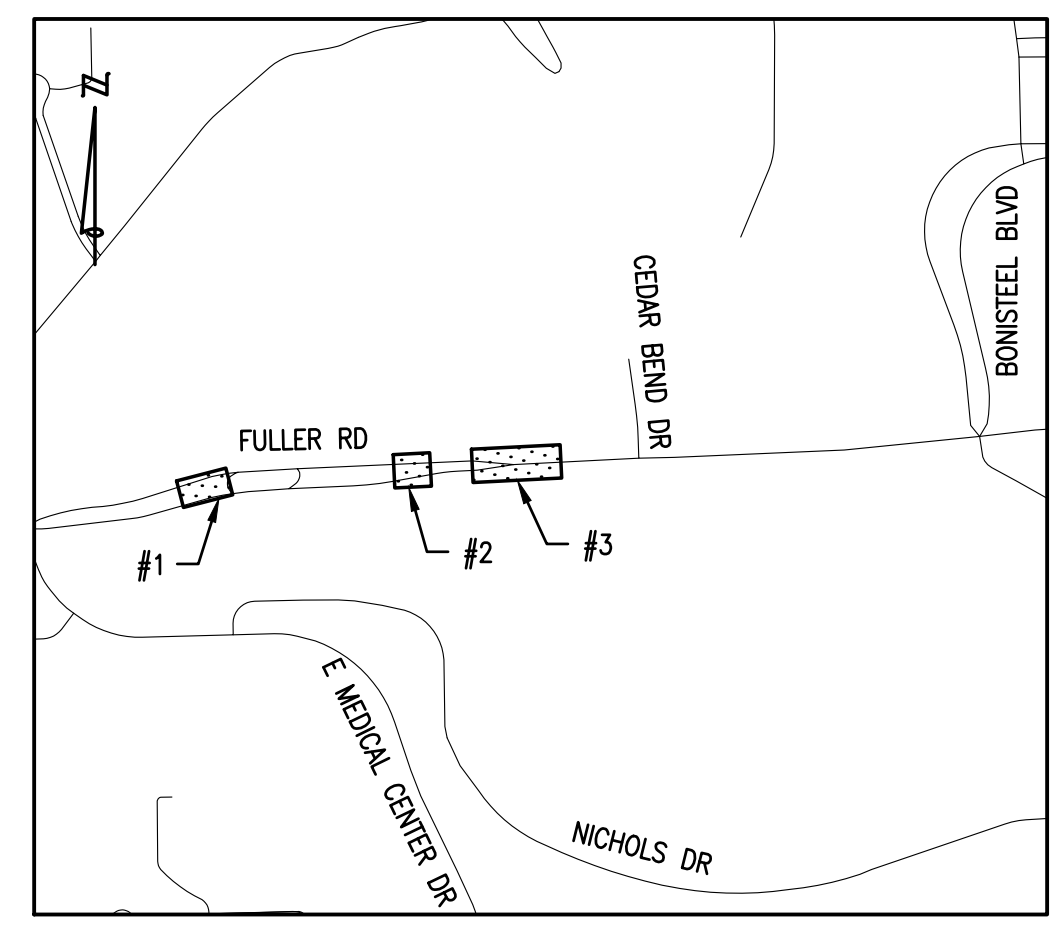 N
CEDAR BEND DR
BONISTEEL BLVD
FULLER RD
#1
#2
#3
E MEDICAL CENTER DR
NICHOLS DR